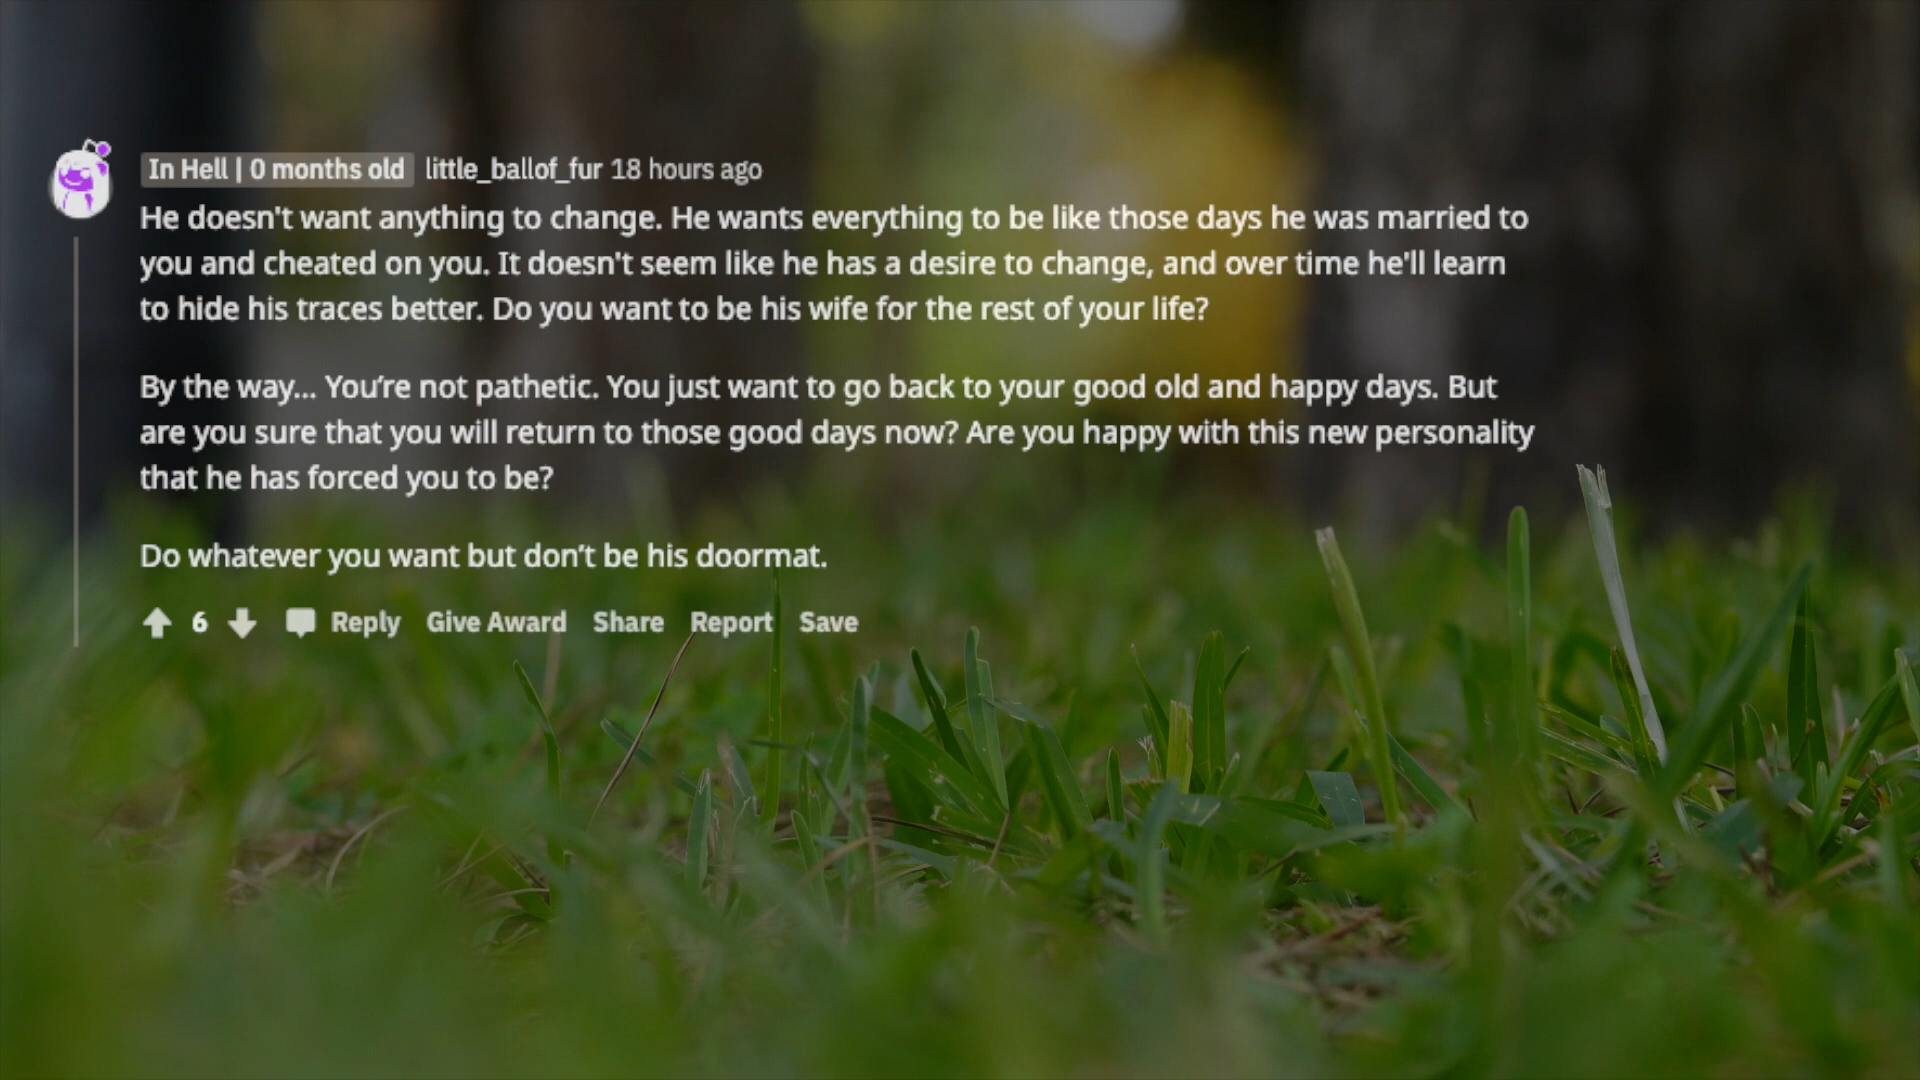 In Hell | 0 months old little_ballof_fur 18 hours ago
He doesn't want anything to change. He wants everything to be like those days he was married to
you and cheated on you. It doesn't seem like he has a desire to change, and over time he'll learn
to hide his traces better. Do you want to be his wife for the rest of your life?
By the way... You're not pathetic. You just want to go back to your good old and happy days. But
are you sure that you will return to those good days now? Are you happy with this new personality
that he has forced you to be?
Do whatever you want but don’t be his doormat.
6 Reply Give Award Share Report Save